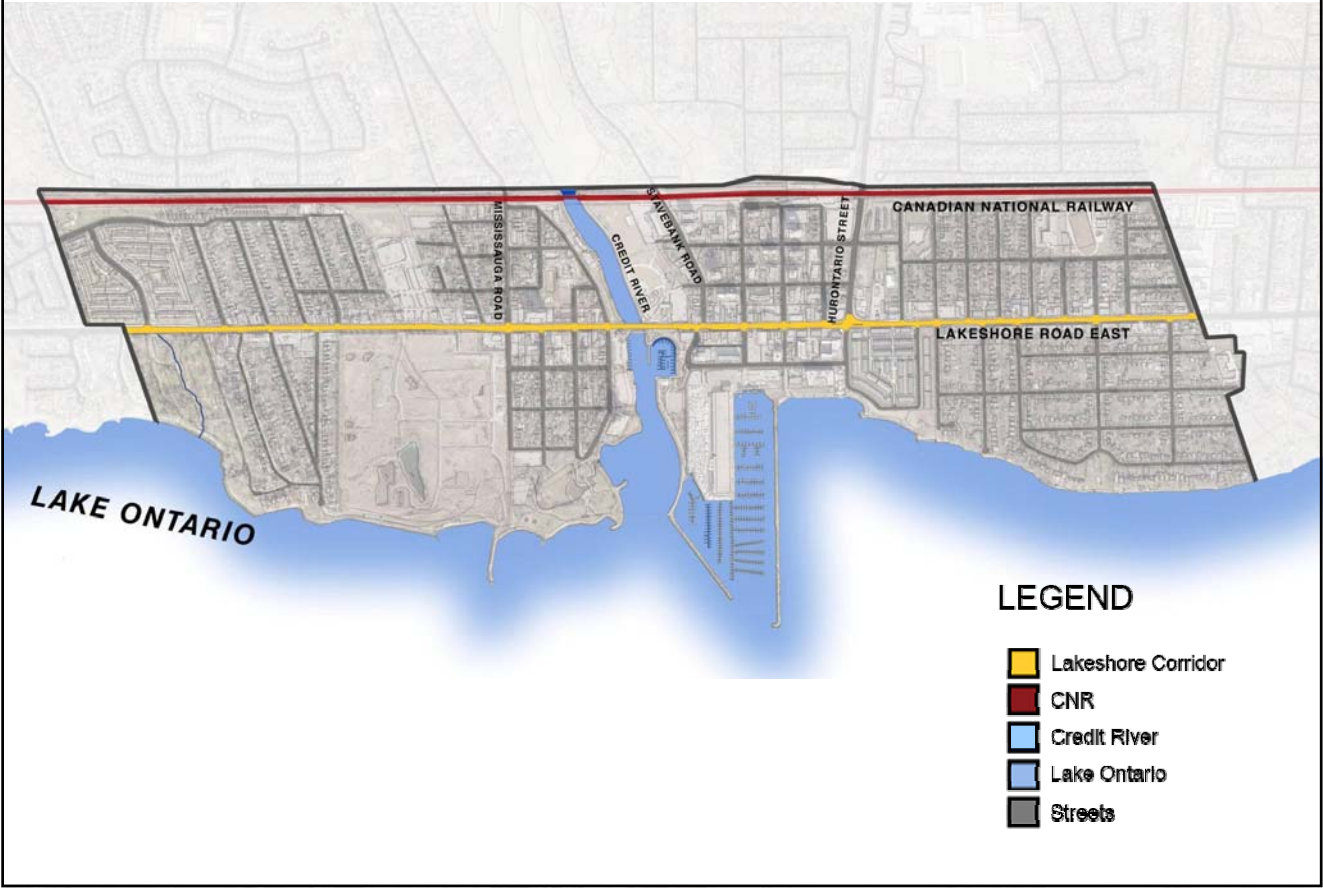 CANADIAN NATIONAL RAILWAY
MISSISSAUGA ROAD
CREDIT RIVER
STAVEBANK ROAD
HURONTARIO STREET
LAKESHORE ROAD EAST
LAKE ONTARIO
LEGEND
Lakeshore Corridor
CNR
Credit River
Lake Ontario
Streets